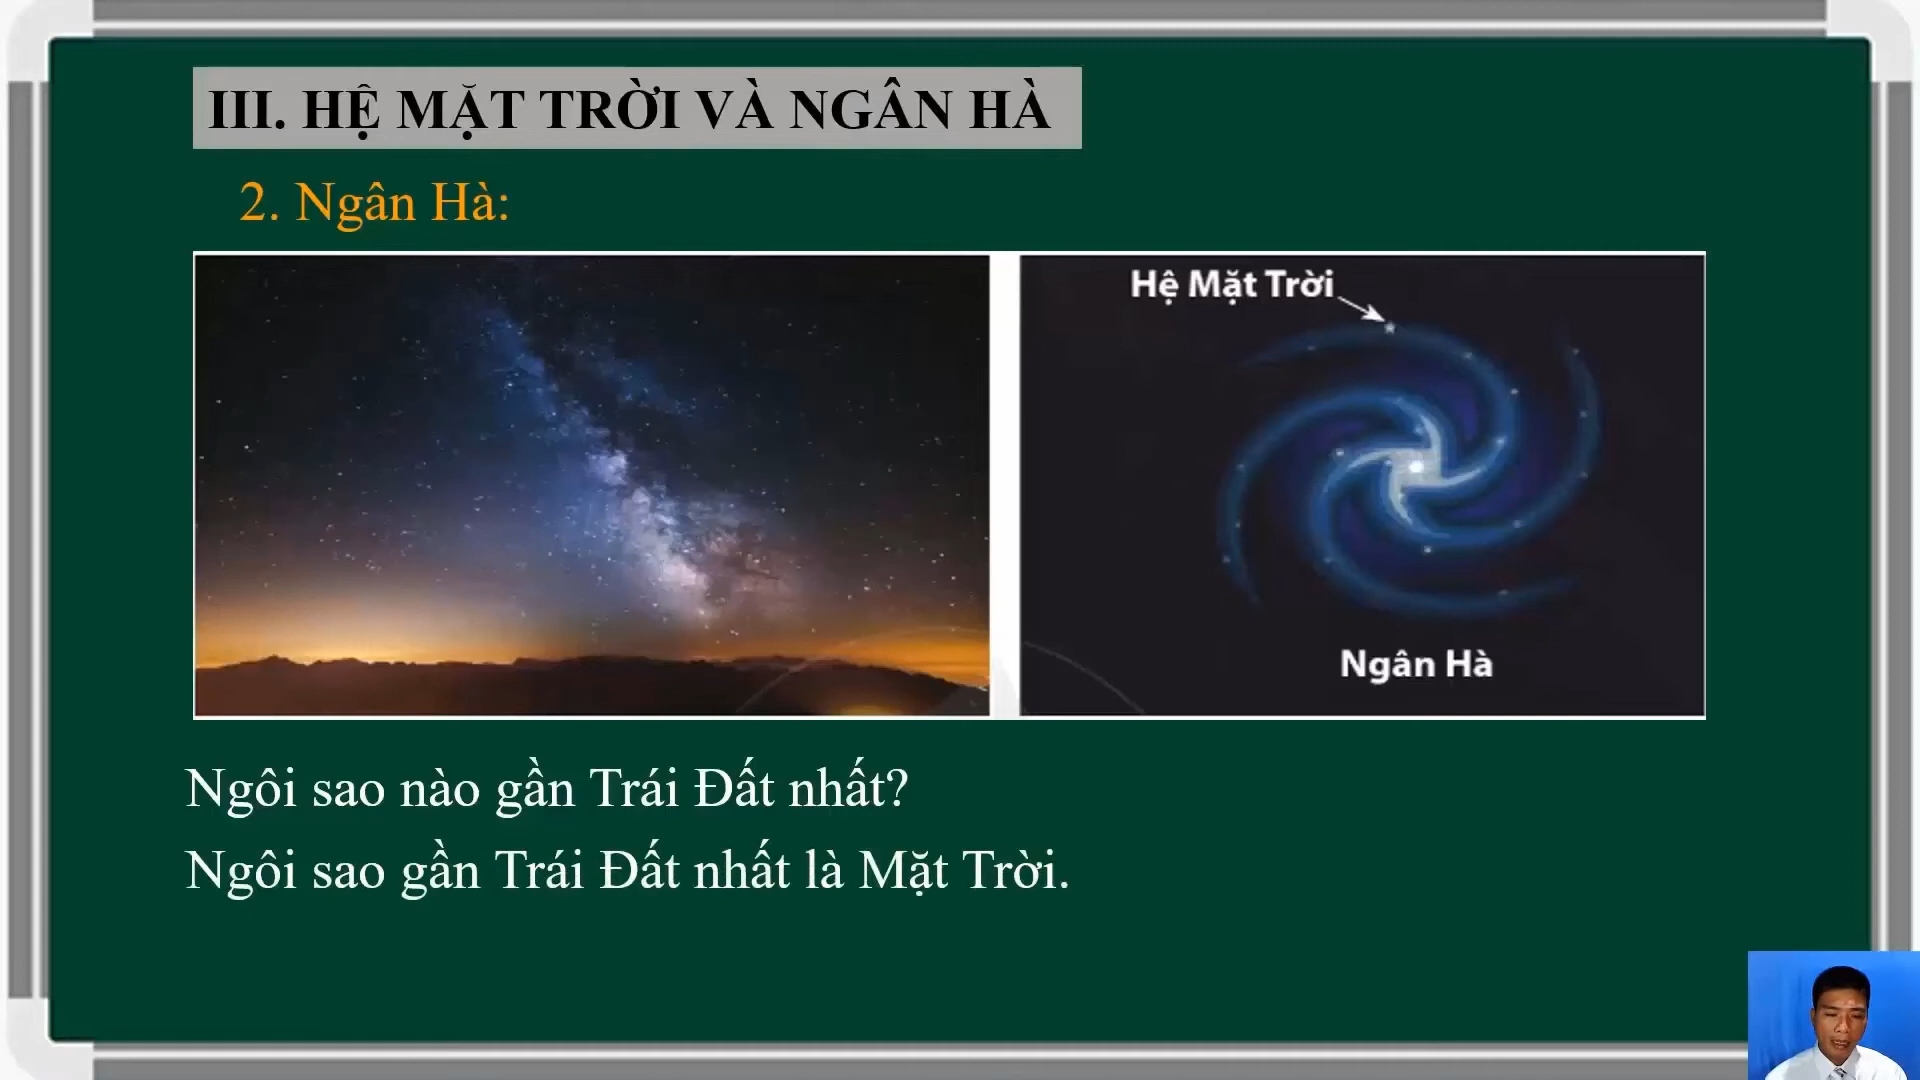 III. HỆ MẶT TRỜI VÀ NGÂN HÀ
2. Ngân Hà:
Hệ Mặt Trời
Ngân Hà
Ngôi sao nào gần Trái Đất nhất?
Ngôi sao gần Trái Đất nhất là Mặt Trời.